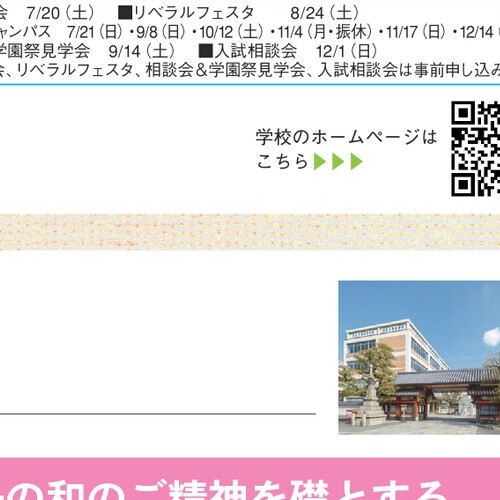 会 7/20(土) ■リベラルフェスタ 8/24(土)
ャンパス 7/21(日)・9/8(日)・10/12(土)・11/4(月・振休)・11/17(日)・12/14(
学園祭見学会 9/14(土) ■入試相談会 12/1(日)
会、リベラルフェスタ、相談会＆学園祭見学会、入試相談会は事前申し込み
学校のホームページは
こちら▶▶▶
の和のご精神を礎とする